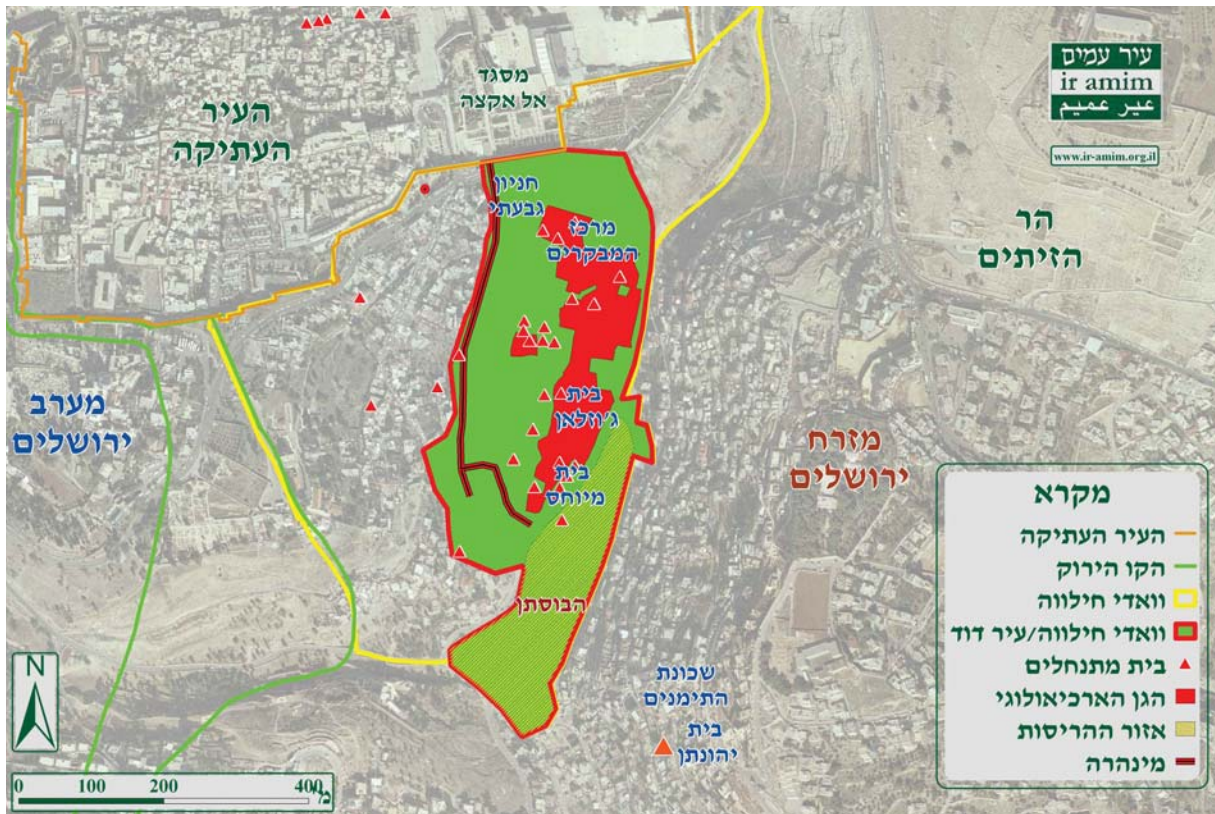 מסגד
אל אקצה
העיר
העתיקה
עיר עמים
ir amim
عير عميم
www.ir-amim.org.il
הר
הזיתים
חניון
גבעתי
מרכז
המבקרים
בית
ג'וזלאן
בית
מיוחס
הבוסתן
מערב
ירושלים
מזרח
ירושלים
שכונת
התימנים
בית
יהונתן
מקרא
העיר העתיקה
הקו הירוק
וואדי חילווה
וואדי חילווה/עיר דוד
בית מתנחלים
הגן הארכיאולוגי
אזור ההריסות
מינהרה
N
0 100 200 400
מ'